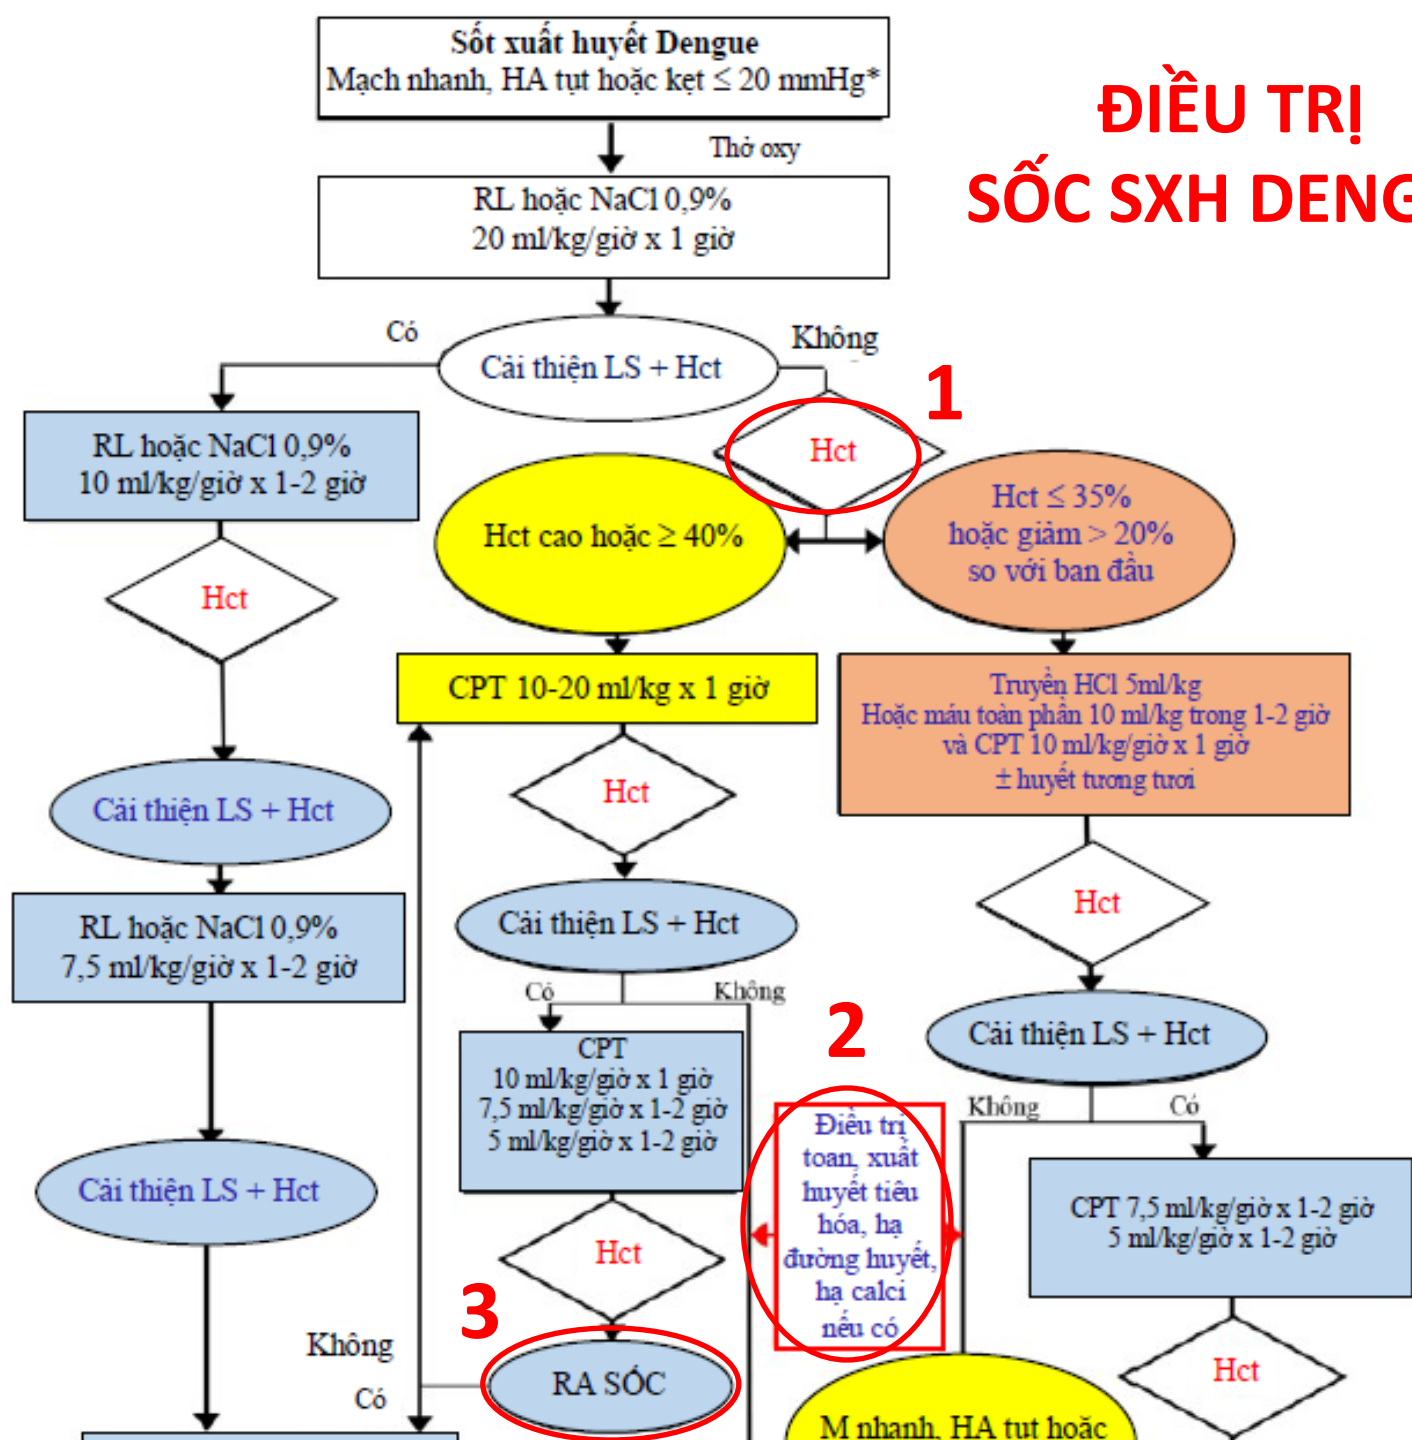 Sốt xuất huyết Dengue
Mạch nhanh, HA tụt hoặc kẹt ≤ 20 mmHg*
ĐIỀU TRỊ
SỐC SXH DENG
Thở oxy
RL hoặc NaCl 0,9%
20 ml/kg/giờ x 1 giờ
Có
Không
Cải thiện LS + Hct
1
Hct
RL hoặc NaCl 0,9%
10 ml/kg/giờ x 1-2 giờ
Hct cao hoặc ≥ 40%
Hct ≤ 35%
hoặc giảm > 20%
so với ban đầu
Hct
CPT 10-20 ml/kg x 1 giờ
Truyền HCl 5ml/kg
Hoặc máu toàn phần 10 ml/kg trong 1-2 giờ
và CPT 10 ml/kg/giờ x 1 giờ
± huyết tương tươi
Hct
Cải thiện LS + Hct
Hct
RL hoặc NaCl 0,9%
7,5 ml/kg/giờ x 1-2 giờ
Cải thiện LS + Hct
Có
Không
Cải thiện LS + Hct
2
CPT
10 ml/kg/giờ x 1 giờ
7,5 ml/kg/giờ x 1-2 giờ
5 ml/kg/giờ x 1-2 giờ
Điều trị
toan, xuất
huyết tiêu
hóa, hạ
đường huyết,
hạ calci
nếu có
Không
Có
Cải thiện LS + Hct
CPT 7,5 ml/kg/giờ x 1-2 giờ
5 ml/kg/giờ x 1-2 giờ
Hct
3
Không
Có
RA SỐC
Hct
M nhanh, HA tụt hoặc